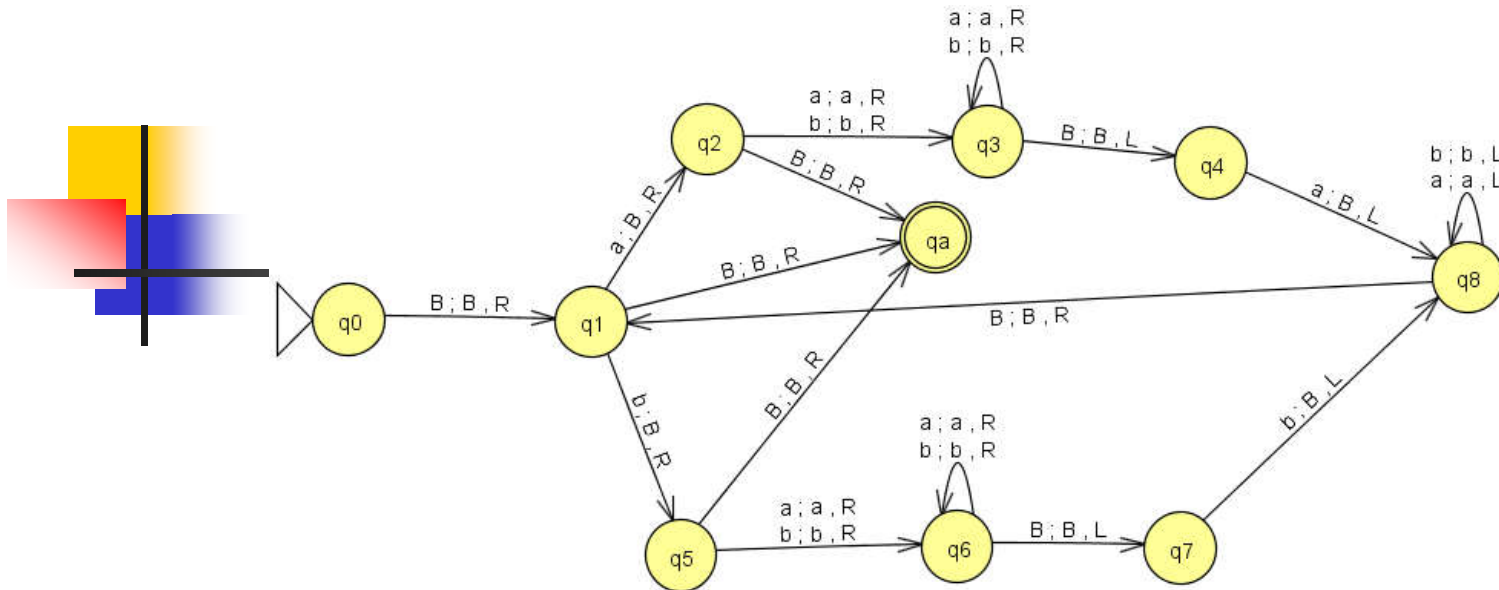 a ; a , R
b ; b , R
a ; a , R
b ; b , R
q2
q3
B ; B , L
q4
b ; b , L
a ; a , L
B ; B , R
a ; B , R
a ; B , L
qa
B ; B , R
q8
q0
B ; B , R
q1
B ; B , R
B ; B , R
b ; B , R
b ; B , L
a ; a , R
b ; b , R
a ; a , R
b ; b , R
q5
q6
B ; B , L
q7